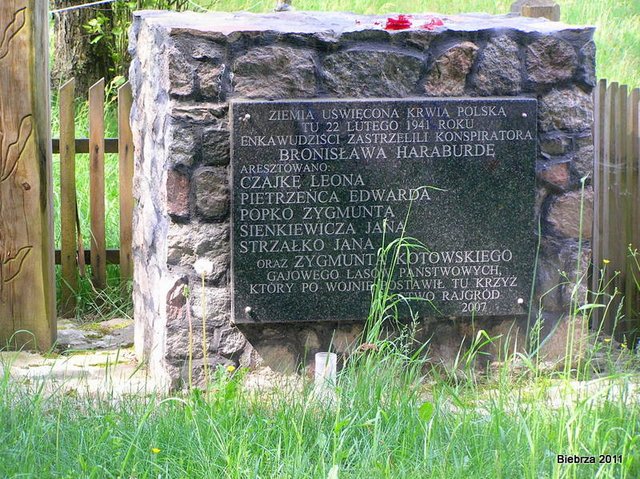 ZIEMIA UŚWIĘCONA KRWIĄ POLSKĄ
TU 22 LUTEGO 1941 ROKU
ENKAWUDZIŚCI ZASTRZELILI KONSPIRATORA
BRONISŁAWA HARABURDĘ
ARESZTOWANO:
CZAJKĘ LEONA
PIETRZEŃCA EDWARDA
POPKO ZYGMUNTA
SIENKIEWICZA JANA
STRZAŁKO JANA
ORAZ ZYGMUNTA KOTOWSKIEGO
GAJOWEGO LASÓW PAŃSTWOWYCH,
KTÓRY PO WOJNIE POSTAWIŁ TU KRZYŻ
RAJGRÓD
2007
Biebrza 2011